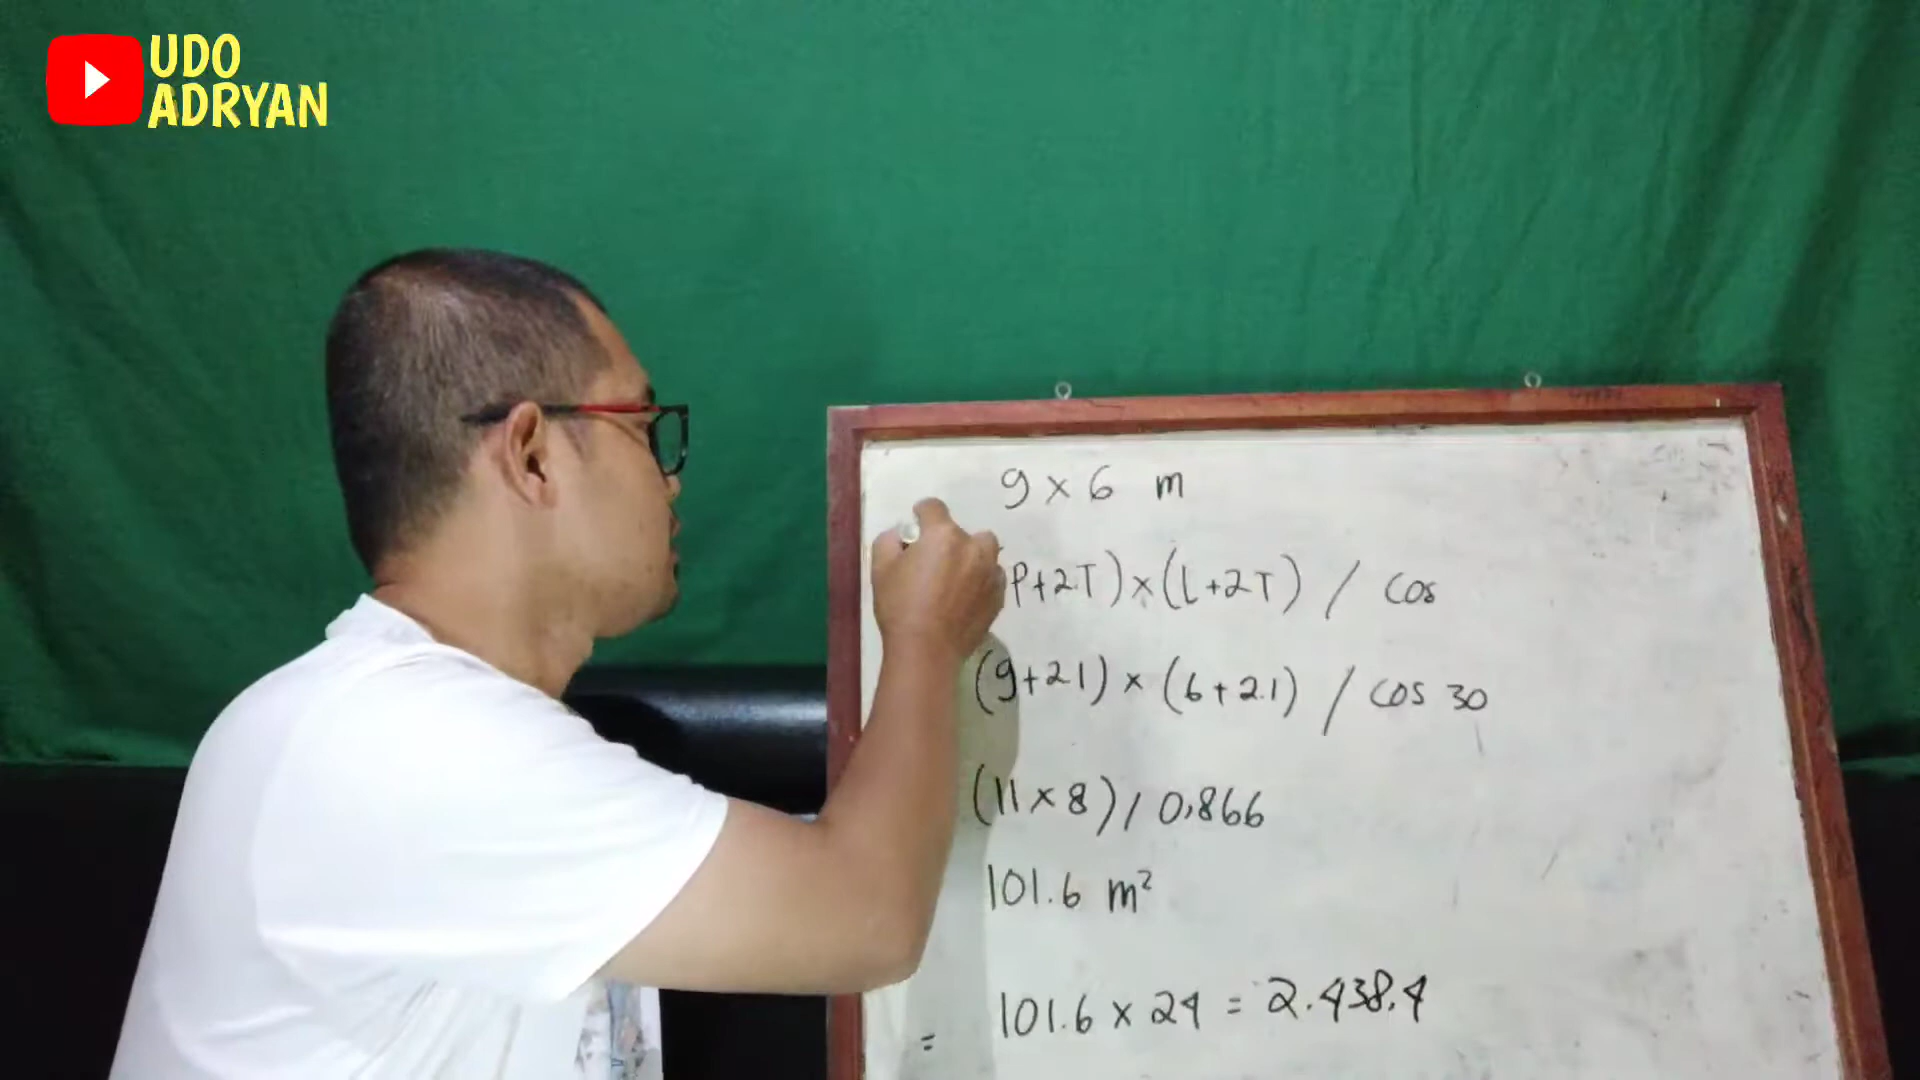 UDO
ADRYAN
9 x 6 m
P+2T) x (L+2T) / cos
(9+2.1) x (6+2.1) / cos 30
(11 x 8) / 0,866
101.6 m²
101.6 x 24 = 2.438,4
=